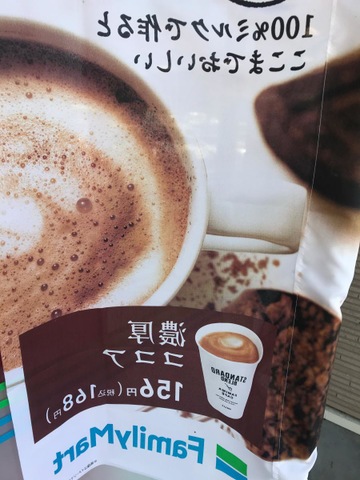 100%ミルクで作ると
ここまでおいしい
濃厚
ココア
156円(税込168円)
STANDARD
BLEND
FamilyMart